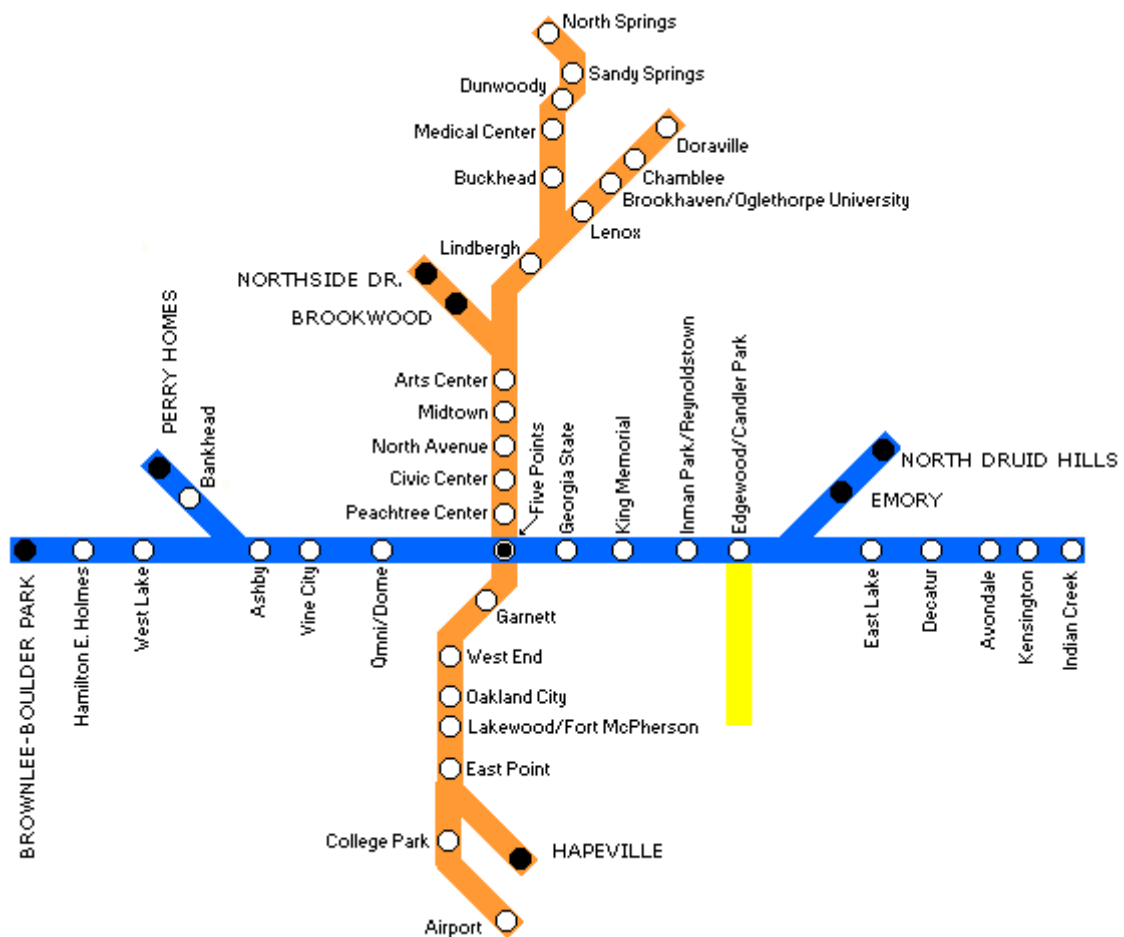 North Springs
Sandy Springs
Dunwoody
Medical Center
Doraville
Chamblee
Buckhead
Brookhaven/Oglethorpe University
Lenox
Lindbergh
NORTHSIDE DR.
BROOKWOOD
PERRY HOMES
Bankhead
Arts Center
Midtown
North Avenue
Civic Center
Peachtree Center
Five Points
Georgia State
King Memorial
Inman Park/Reynoldstown
Edgewood/Candler Park
NORTH DRUID HILLS
EMORY
BROWNLEE-BOULDER PARK
Hamilton E. Holmes
West Lake
Ashby
Vine City
Omni/Dome
East Lake
Decatur
Avondale
Kensington
Indian Creek
Garnett
West End
Oakland City
Lakewood/Fort McPherson
East Point
College Park
HAPEVILLE
Airport